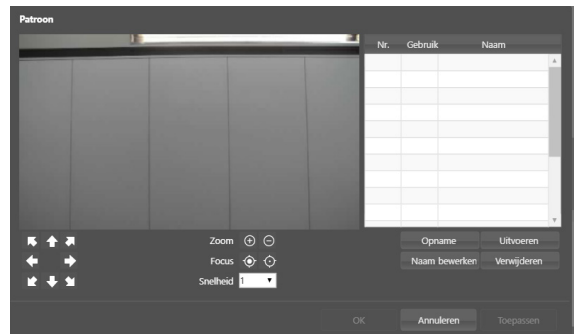 Patroon
Nr. Gebruik Naam
Zoom
Focus
Snelheid 1
Opname Uitvoeren
Naam bewerken Verwijderen
OK Annuleren Toepassen